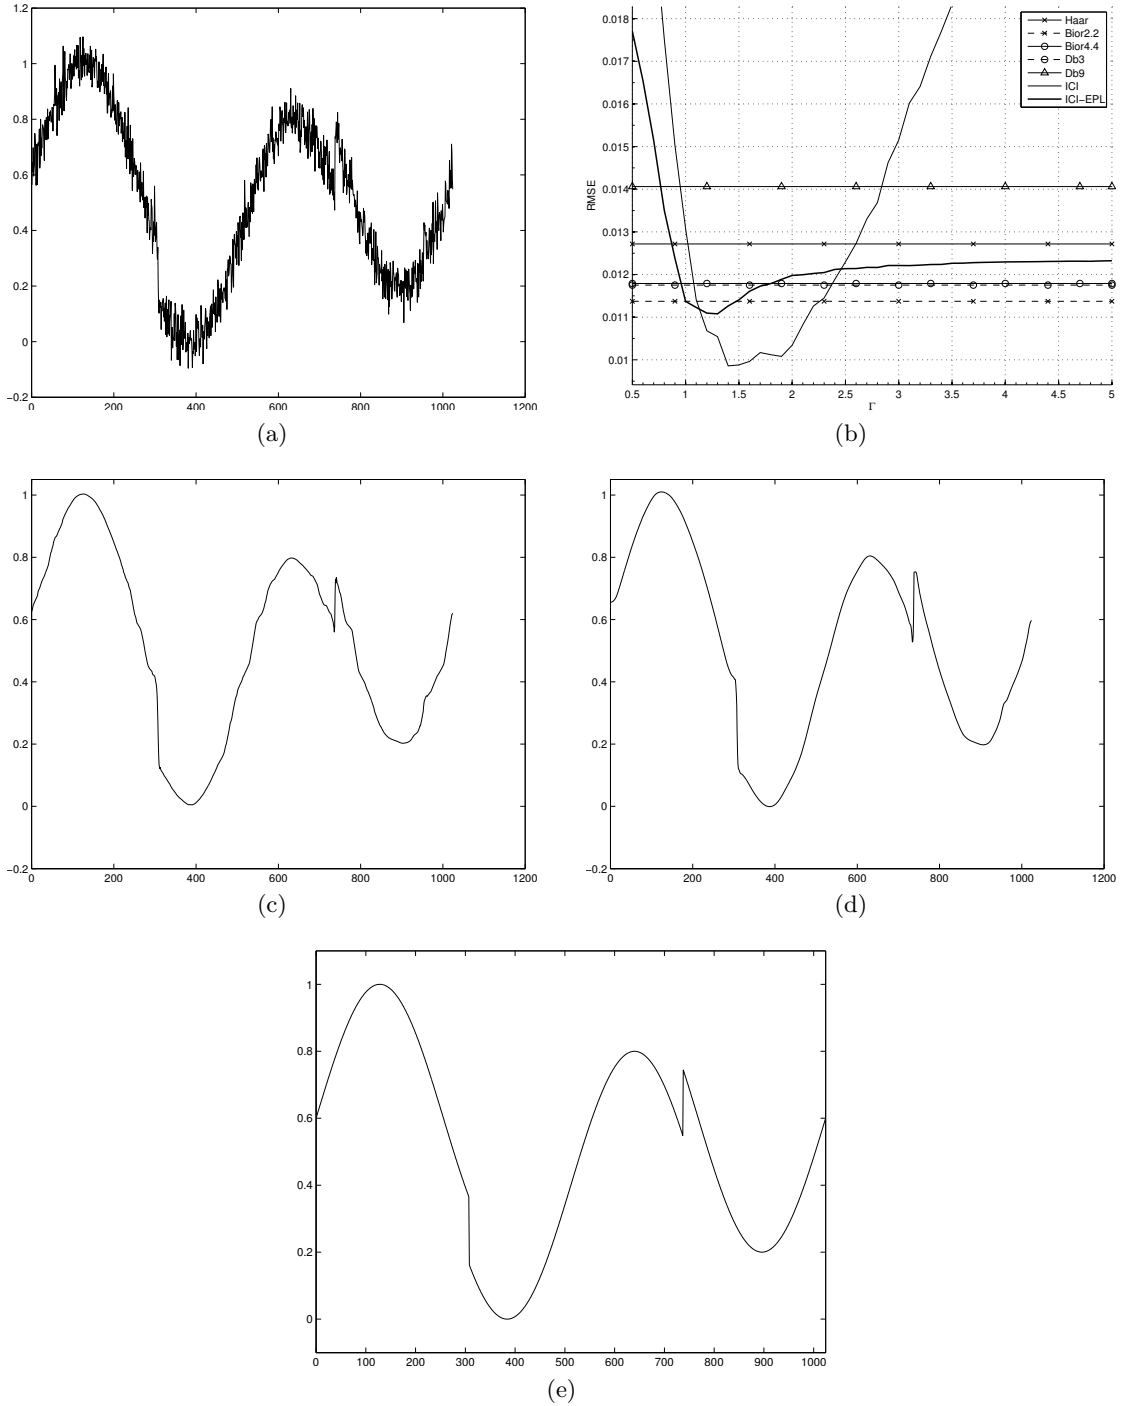 1.2
1
0.8
0.6
0.4
0.2
0
−0.2
0 200 400 600 800 1000 1200
(a)
0.018
0.017
0.016
0.015
0.014
0.013
0.012
0.011
0.01
RMSE
0.5 1 1.5 2 2.5 3 3.5 4 4.5 5
Γ
Haar
Bior2.2
Bior4.4
Db3
Db9
ICI
ICI−EPL
(b)
1
0.8
0.6
0.4
0.2
0
−0.2
0 200 400 600 800 1000 1200
(c)
1
0.8
0.6
0.4
0.2
0
−0.2
0 200 400 600 800 1000 1200
(d)
1
0.8
0.6
0.4
0.2
0
0 100 200 300 400 500 600 700 800 900 1000
(e)